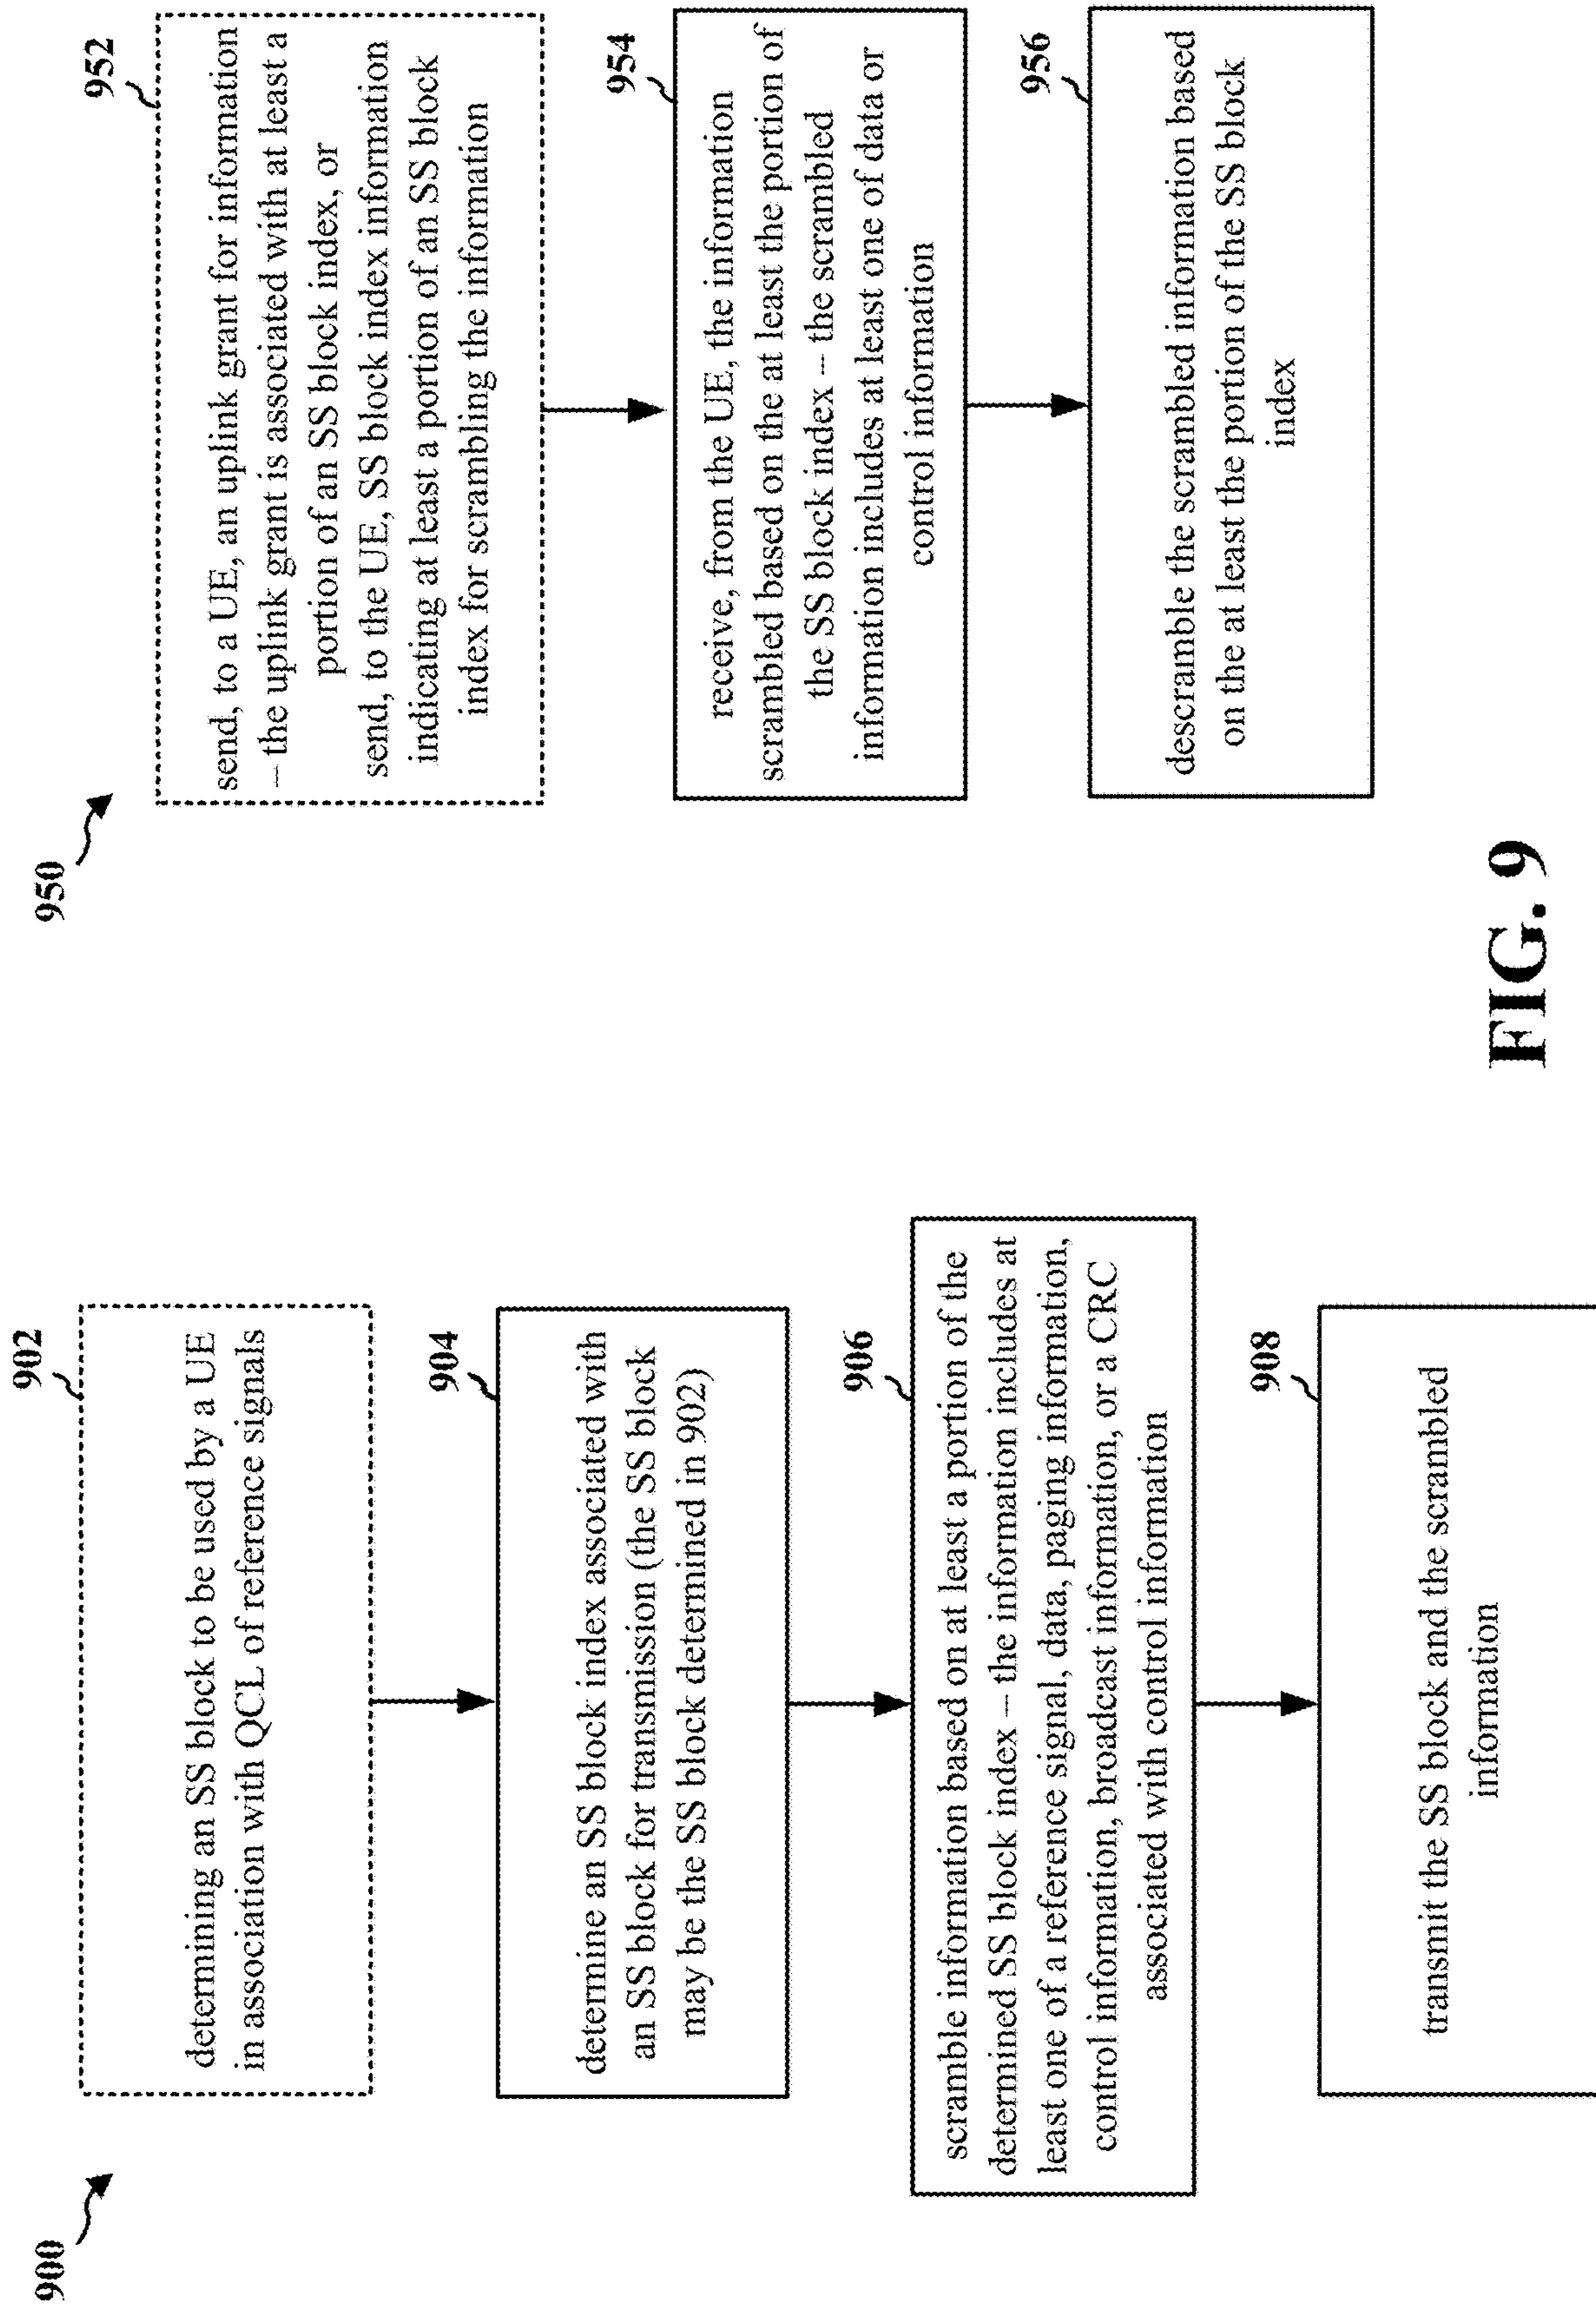 900
902
determining an SS block to be used by a UE
in association with QCL of reference signals
904
determine an SS block index associated with
an SS block for transmission (the SS block
may be the SS block determined in 902)
906
scramble information based on at least a portion of the
determined SS block index – the information includes at
least one of a reference signal, data, paging information,
control information, broadcast information, or a CRC
associated with control information
908
transmit the SS block and the scrambled
information
950
952
send, to a UE, an uplink grant for information
– the uplink grant is associated with at least a
portion of an SS block index, or
send, to the UE, SS block index information
indicating at least a portion of an SS block
index for scrambling the information
954
receive, from the UE, the information
scrambled based on the at least the portion of
the SS block index – the scrambled
information includes at least one of data or
control information
956
descramble the scrambled information based
on the at least the portion of the SS block
index
FIG. 9